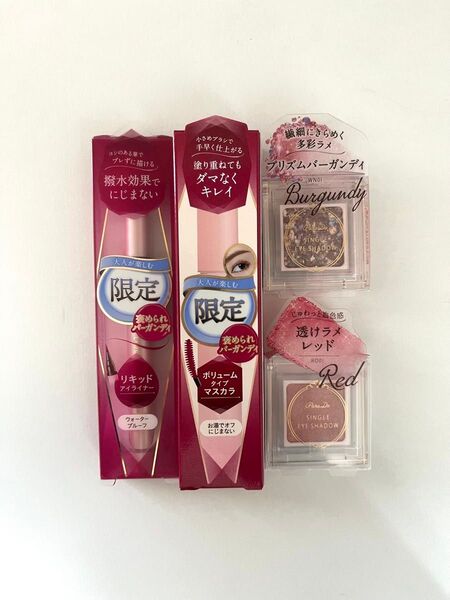 コシのある筆で
ブレずに描ける
撥水効果で
にじまない
大人が楽しむ
限定
褒められ
バーガンディ
リキッド
アイライナー
ウォーター
プルーフ
小さめブラシで
手早く仕上がる
塗り重ねても
ダマなく
キレイ
大人が楽しむ
限定
褒められ
バーガンディ
ボリューム
タイプ
マスカラ
お湯でオフ
にじまない
繊細にきらめく
多彩ラメ
プリズムバーガンディ
WN01
Burgundy
ParaDo
SINGLE
EYE SHADOW
じゅわっと血色感
透けラメ
レッド
RD01
Red
ParaDo
SINGLE
EYE SHADOW